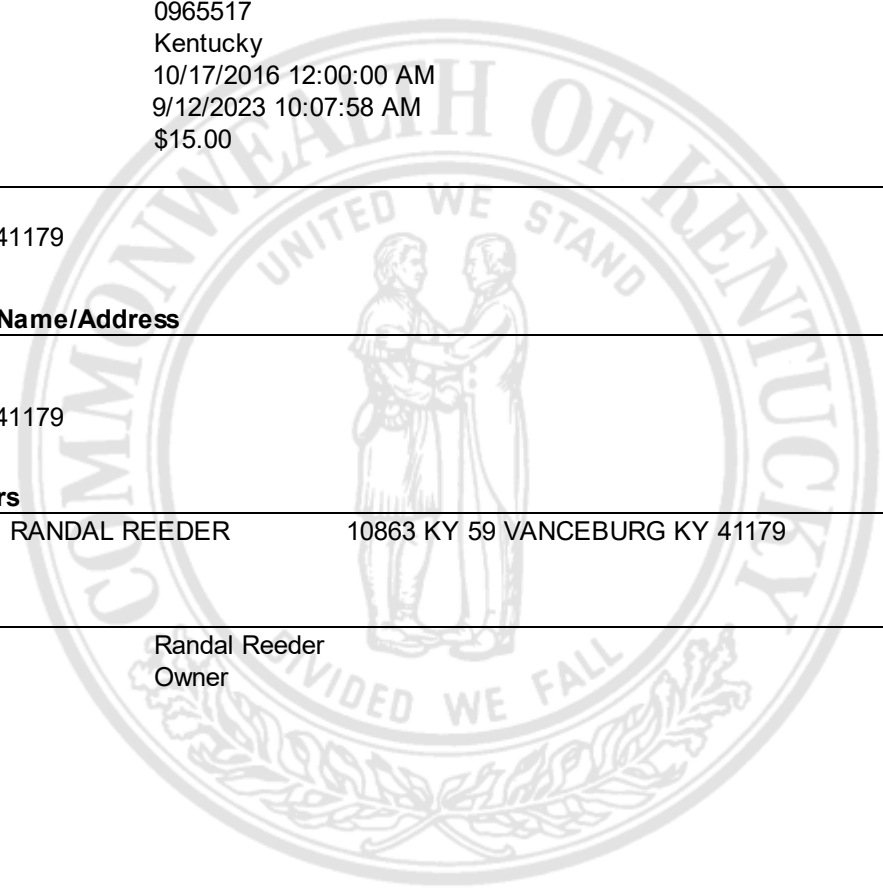 0965517
Kentucky
10/17/2016 12:00:00 AM
9/12/2023 10:07:58 AM
$15.00
41179
Name/Address
41179
rs
RANDAL REEDER 10863 KY 59 VANCEBURG KY 41179
Randal Reeder
Owner
COMMONWEALTH OF KENTUCKY
UNITED WE STAND
DIVIDED WE FALL